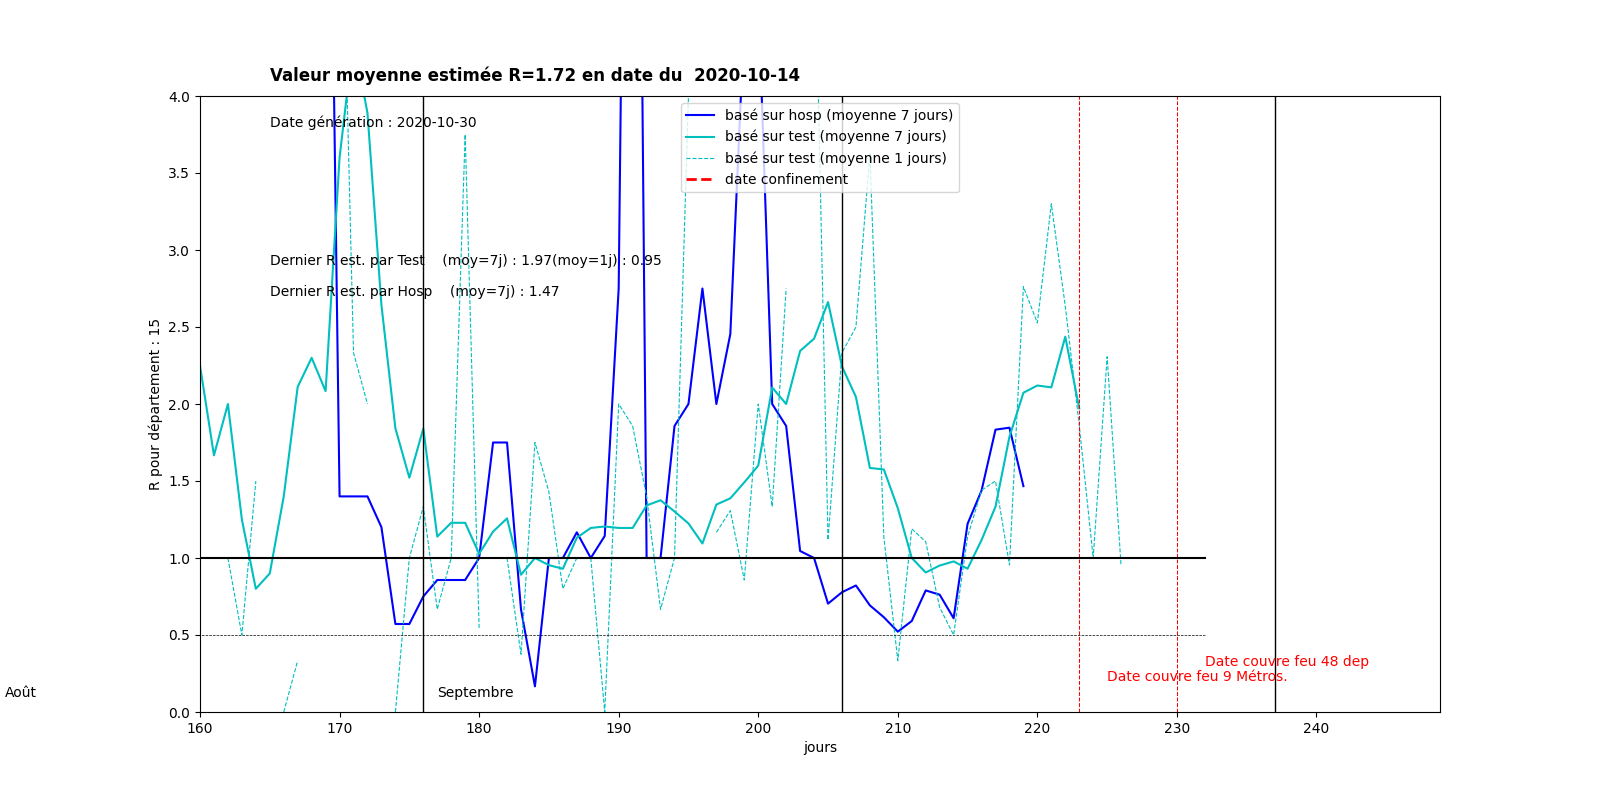 Valeur moyenne estimée R=1.72 en date du  2020-10-14
Date génération : 2020-10-30
basé sur hosp (moyenne 7 jours)
basé sur test (moyenne 7 jours)
basé sur test (moyenne 1 jours)
date confinement
Dernier R est. par Test    (moy=7j) : 1.97(moy=1j) : 0.95
Dernier R est. par Hosp    (moy=7j) : 1.47
R pour département : 15
4.0
3.5
3.0
2.5
2.0
1.5
1.0
0.5
0.0
Date couvre feu 48 dep
Date couvre feu 9 Métros.
Août
Septembre
160 170 180 190 200 210 220 230 240
jours